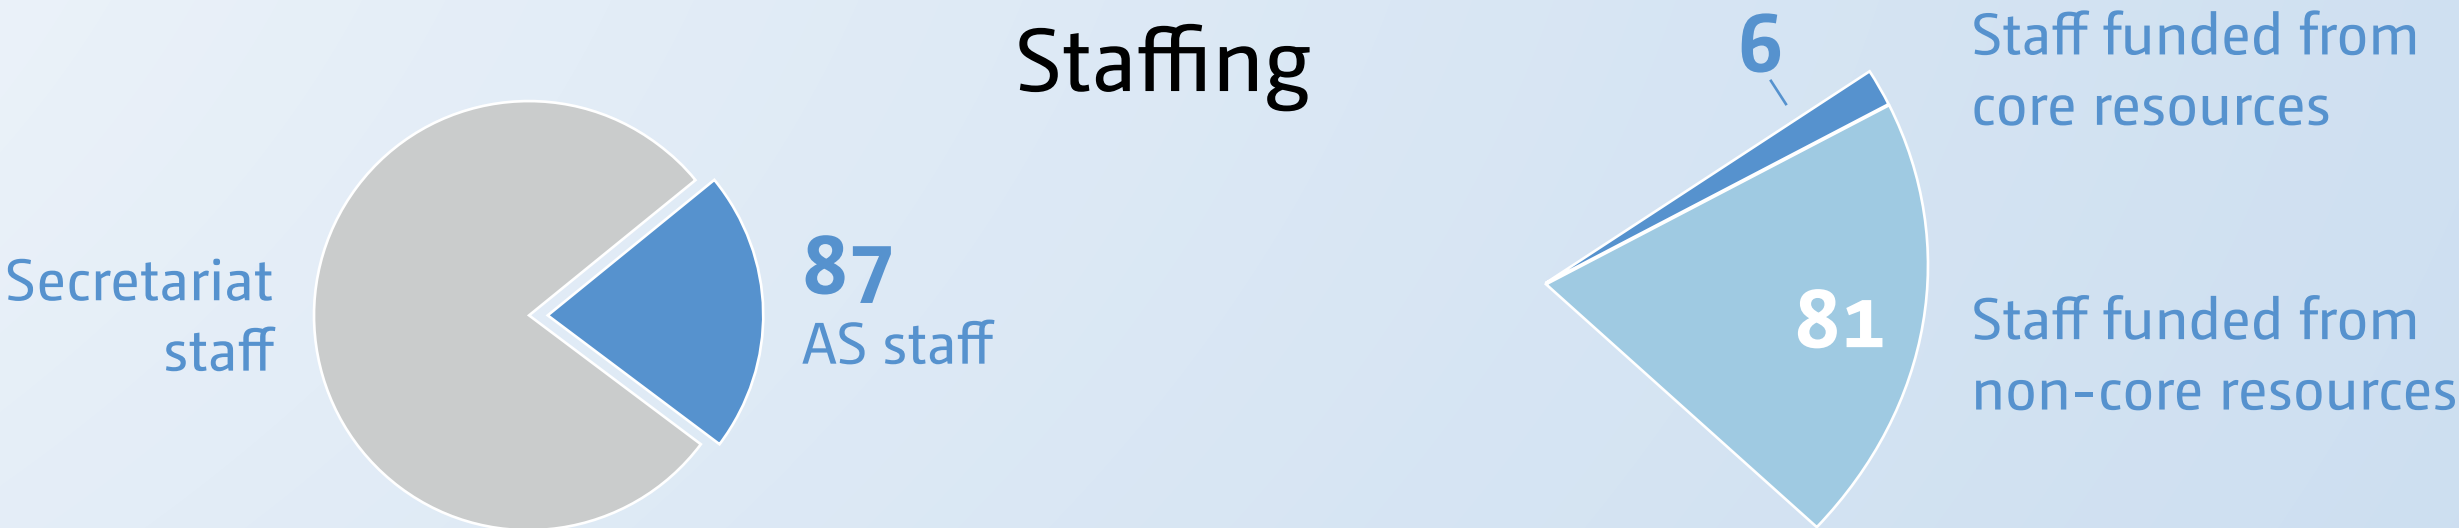 Staffing
Secretariat
staff
87
AS staff
6
Staff funded from
core resources
81
Staff funded from
non-core resources